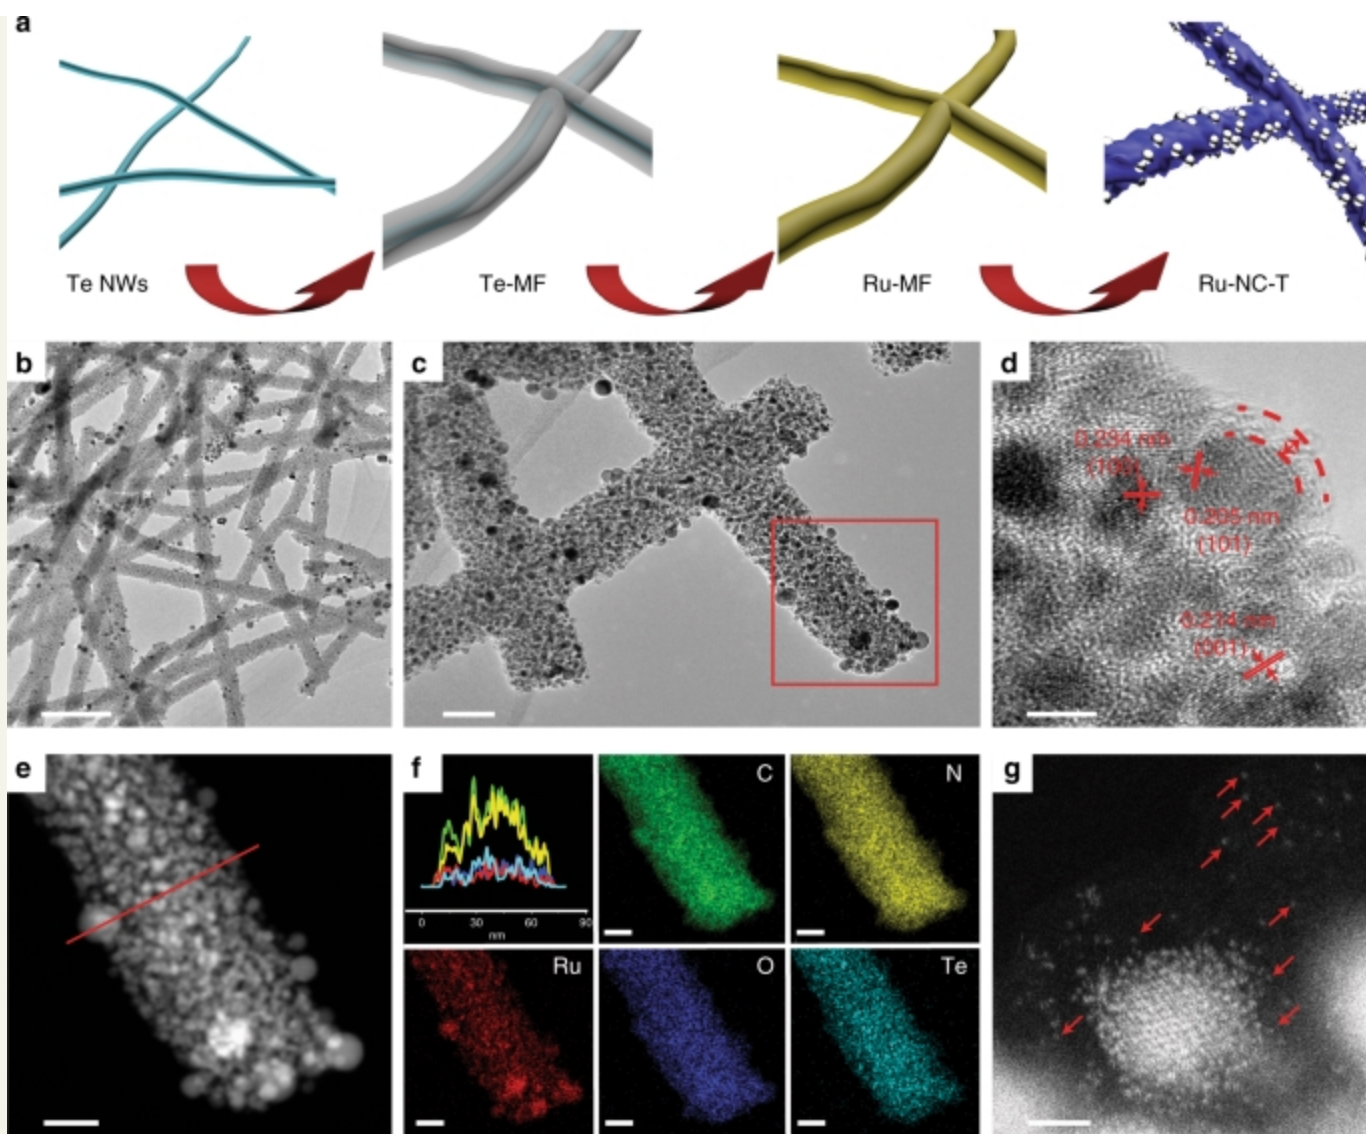 a
Te NWs
Te-MF
Ru-MF
Ru-NC-T
b
c
d
0.234 nm
(100)
0.205 nm
(101)
0.214 nm
(001)
e
f
0
30
60
90
nm
C
N
Ru
O
Te
g